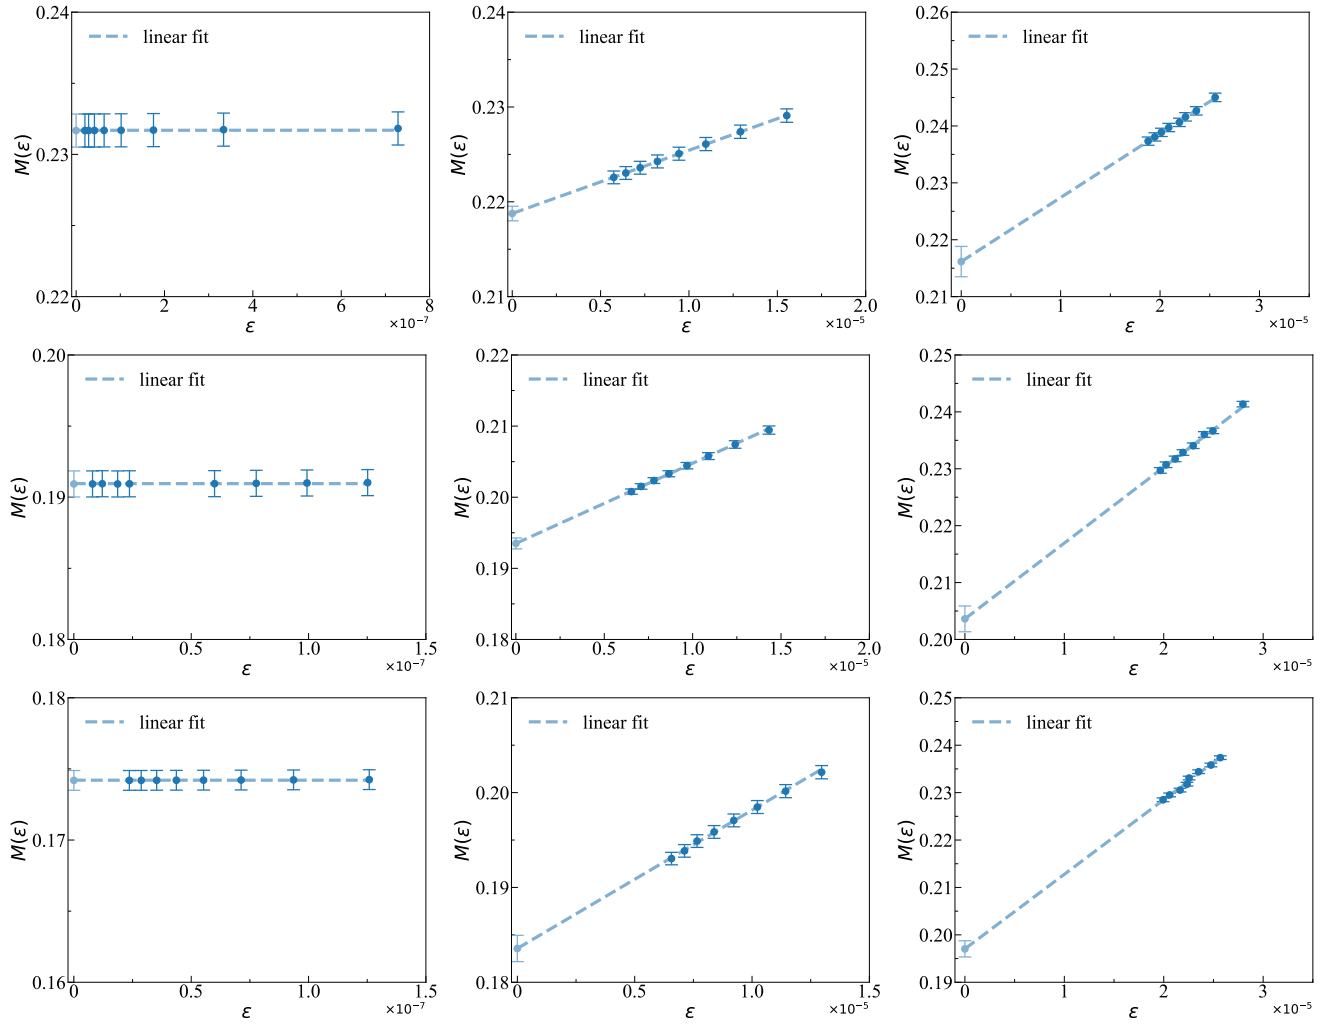 0.24
linear fit
0.23
M(ε)
0.22
0 2 4 6 8
ε ×10⁻⁷
0.24
linear fit
0.23
M(ε)
0.22
0.21
0 0.5 1.0 1.5 2.0
ε ×10⁻⁵
0.26
linear fit
0.25
0.24
M(ε)
0.23
0.22
0.21
0 1 2 3
ε ×10⁻⁵
0.20
linear fit
0.19
M(ε)
0.18
0 0.5 1.0 1.5
ε ×10⁻⁷
0.22
linear fit
0.21
M(ε)
0.20
0.19
0.18
0 0.5 1.0 1.5 2.0
ε ×10⁻⁵
0.25
linear fit
0.24
0.23
M(ε)
0.22
0.21
0.20
0 1 2 3
ε ×10⁻⁵
0.18
linear fit
0.17
M(ε)
0.16
0 0.5 1.0 1.5
ε ×10⁻⁷
0.21
linear fit
0.20
M(ε)
0.19
0.18
0 0.5 1.0 1.5
ε ×10⁻⁵
0.25
linear fit
0.24
0.23
M(ε)
0.22
0.21
0.20
0.19
0 1 2 3
ε ×10⁻⁵